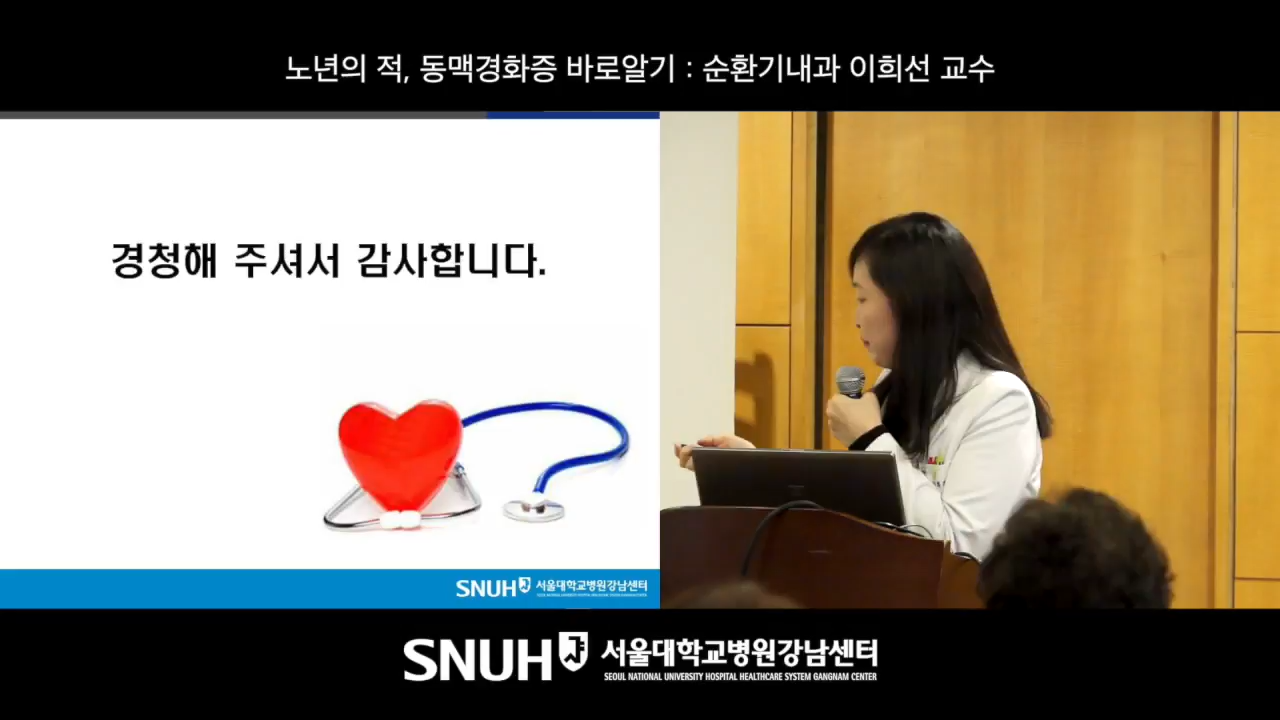 노년의 적, 동맥경화증 바로알기 : 순환기내과 이희선 교수
경청해 주셔서 감사합니다.
SNUH 서울대학교병원강남센터
SNUH 서울대학교병원강남센터
SEOUL NATIONAL UNIVERSITY HOSPITAL HEALTHCARE SYSTEM GANGNAM CENTER